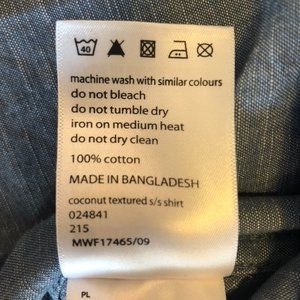 40
machine wash with similar colours
do not bleach
do not tumble dry
iron on medium heat
do not dry clean
100% cotton
MADE IN BANGLADESH
coconut textured s/s shirt
024841
215
MWF17465/09
PL